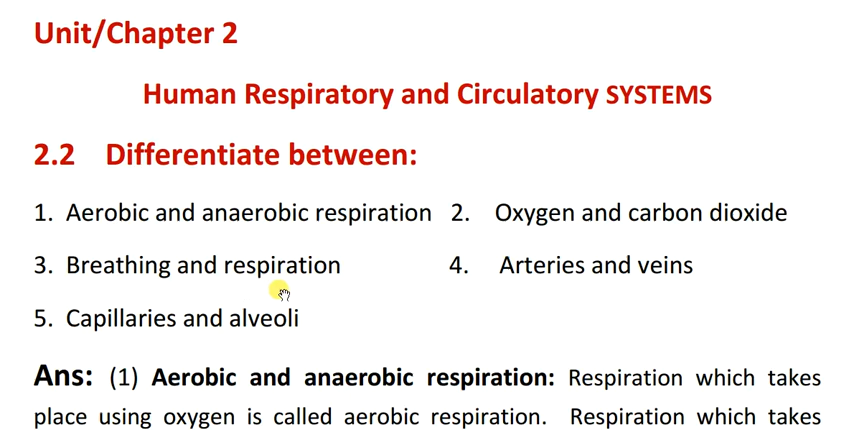 Unit/Chapter 2
Human Respiratory and Circulatory SYSTEMS
2.2 Differentiate between:
1. Aerobic and anaerobic respiration 2. Oxygen and carbon dioxide
3. Breathing and respiration 4. Arteries and veins
5. Capillaries and alveoli
Ans: (1) Aerobic and anaerobic respiration: Respiration which takes
place using oxygen is called aerobic respiration. Respiration which takes